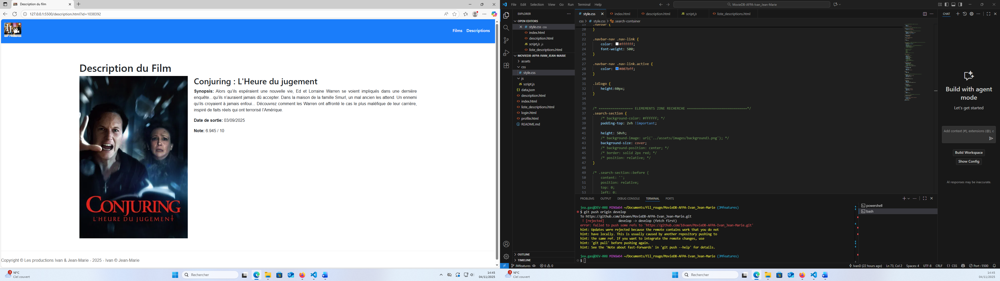 Description du film
127.0.0.1:5500/description.html?id=1038392
IJ
Films Descriptions
Description du Film
Conjuring : L'Heure du jugement
Synopsis: Alors qu'ils espéraient une nouvelle vie, Ed et Lorraine Warren se voient impliqués dans une dernière
enquête…qu'ils n'auraient jamais dû accepter. Dans la maison de la famille Smurl, un mal ancien les attend. Un ennemi
qu'ils croyaient à jamais enfoui… Découvrez comment les Warren ont affronté le cas le plus maléfique de leur carrière,
inspiré de faits réels qui ont terrorisé l'Amérique.
Date de sortie: 03/09/2025
Note: 6.945 / 10
CONJURING
L'HEURE DU JUGEMENT
Copyright © Les productions Ivan & Jean-Marie - 2025 - Ivan © Jean-Marie
3
16°C
Ciel couvert
Rechercher
14:45
04/11/2025
File Edit Selection View Go Run Terminal Help
MovieDB-AFPA-Ivan_Jean-Marie
EXPLORER
OPEN EDITORS
style.css css
index.html
description.html
script.js js
liste_descriptions.html
MOVIEDB-AFPA-IVAN_JEAN-MARIE
assets
css
style.css
js
script.js
data.json
description.html
index.html
liste_descriptions.html
login.html
profile.html
README.md
OUTLINE
TIMELINE
style.css index.html description.html script.js liste_descriptions.html
css > style.css > .search-container
15 .navbar {
20 }
21
22 .navbar-nav .nav-link {
23 color: #ffffff;
24 font-weight: 500;
25 }
26
27 .navbar-nav .nav-link.active {
28 color: #007bff;
29 }
30
31 .idlogo {
32 height:60px;
33 }
34
35
36 /* ================= ELEMEMENTS ZONE RECHERCHE ==============================*/
37 .search-section {
38 /* background-color: #ffffff; */
39 padding-top: 2vh !important;
40
41 height: 50vh;
42 /* background-image: url('../assets/images/background3.png'); */
43 background-size: cover;
44 /* background-position: center; */
45 /* border: solid 2px red; */
46 /* position: relative; */
47 }
48
49 /* .search-section::before {
50 content: '';
51 position: relative;
52 top: 0;
53 left: 0;
PROBLEMS OUTPUT DEBUG CONSOLE TERMINAL PORTS
jea.gas@DEV-008 MINGW64 ~/Documents/fil_rouge/MovieDB-AFPA-Ivan_Jean-Marie (JMfeatures)
$ git push origin develop
To https://github.com/Idvaen/MovieDB-AFPA-Ivan_Jean-Marie.git
! [rejected] develop -> develop (fetch first)
error: failed to push some refs to 'https://github.com/Idvaen/MovieDB-AFPA-Ivan_Jean-Marie.git'
hint: Updates were rejected because the remote contains work that you do not
hint: have locally. This is usually caused by another repository pushing to
hint: the same ref. If you want to integrate the remote changes, use
hint: 'git pull' before pushing again.
hint: See the 'Note about fast-forwards' in 'git push --help' for details.
jea.gas@DEV-008 MINGW64 ~/Documents/fil_rouge/MovieDB-AFPA-Ivan_Jean-Marie (JMfeatures)
$
powershell
bash
CHAT
Build with agent
mode
Let's get started
Add context (#), extensions (@), c
Build Workspace
Show Config
AI responses may be inaccurate.
JMfeatures 0 0
IvanD (22 hours ago) Ln 73, Col 2 Spaces: 4 UTF-8 CRLF {} CSS Port : 5500
3
16°C
Ciel couvert
Rechercher
14:45
04/11/2025